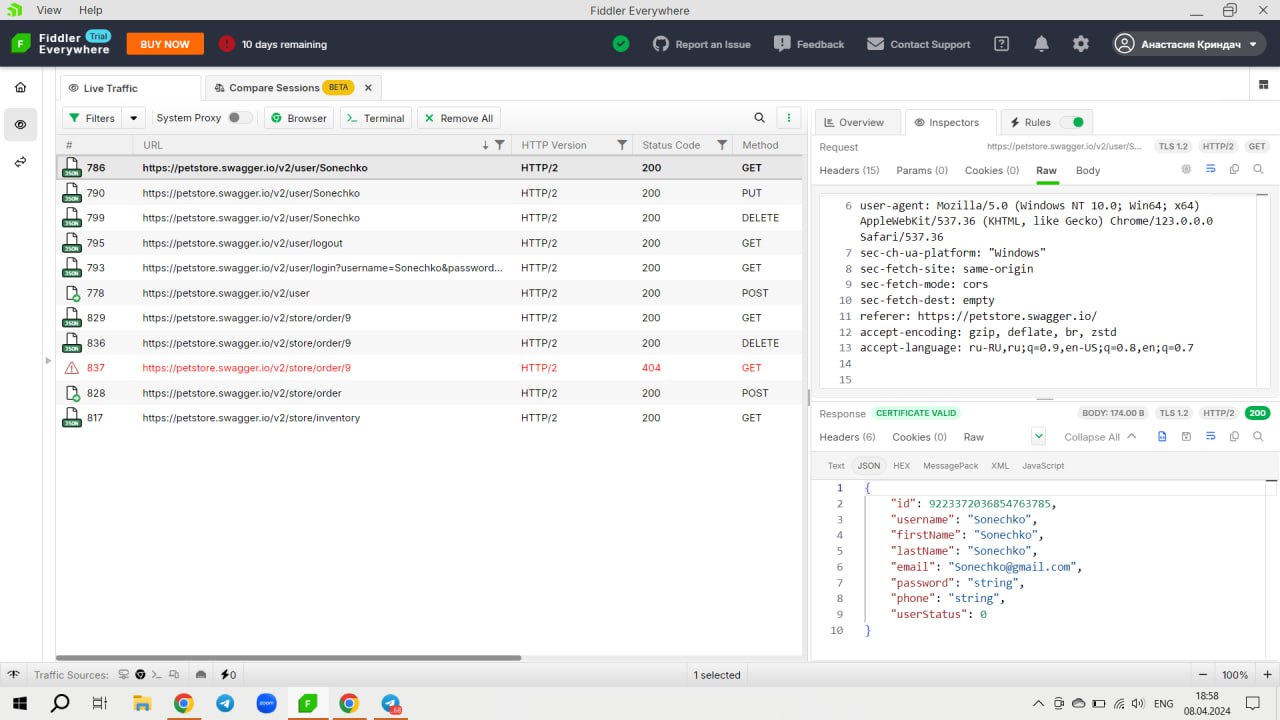 View Help Fiddler Everywhere
Fiddler Everywhere Trial BUY NOW 10 days remaining Report an Issue Feedback Contact Support Анастасия Криндач
Live Traffic Compare Sessions BETA
Filters System Proxy Browser Terminal Remove All
# URL HTTP Version Status Code Method
786 https://petstore.swagger.io/v2/user/Sonechko HTTP/2 200 GET
790 https://petstore.swagger.io/v2/user/Sonechko HTTP/2 200 PUT
799 https://petstore.swagger.io/v2/user/Sonechko HTTP/2 200 DELETE
795 https://petstore.swagger.io/v2/user/logout HTTP/2 200 GET
793 https://petstore.swagger.io/v2/user/login?username=Sonechko&password... HTTP/2 200 GET
778 https://petstore.swagger.io/v2/user HTTP/2 200 POST
829 https://petstore.swagger.io/v2/store/order/9 HTTP/2 200 GET
836 https://petstore.swagger.io/v2/store/order/9 HTTP/2 200 DELETE
837 https://petstore.swagger.io/v2/store/order/9 HTTP/2 404 GET
828 https://petstore.swagger.io/v2/store/order HTTP/2 200 POST
817 https://petstore.swagger.io/v2/store/inventory HTTP/2 200 GET
Overview Inspectors Rules
Request https://petstore.swagger.io/v2/user/S... TLS 1.2 HTTP/2 GET
Headers (15) Params (0) Cookies (0) Raw Body
6 user-agent: Mozilla/5.0 (Windows NT 10.0; Win64; x64)
AppleWebKit/537.36 (KHTML, like Gecko) Chrome/123.0.0.0
Safari/537.36
7 sec-ch-ua-platform: "Windows"
8 sec-fetch-site: same-origin
9 sec-fetch-mode: cors
10 sec-fetch-dest: empty
11 referer: https://petstore.swagger.io/
12 accept-encoding: gzip, deflate, br, zstd
13 accept-language: ru-RU,ru;q=0.9,en-US;q=0.8,en;q=0.7
14
15
Response CERTIFICATE VALID BODY: 174.00 B TLS 1.2 HTTP/2 200
Headers (6) Cookies (0) Raw Collapse All
Text JSON HEX MessagePack XML JavaScript
1 {
2 "id": 9223372036854763785,
3 "username": "Sonechko",
4 "firstName": "Sonechko",
5 "lastName": "Sonechko",
6 "email": "Sonechko@gmail.com",
7 "password": "string",
8 "phone": "string",
9 "userStatus": 0
10 }
Traffic Sources: 0 1 selected 100%
zoom ENG 18:58
08.04.2024